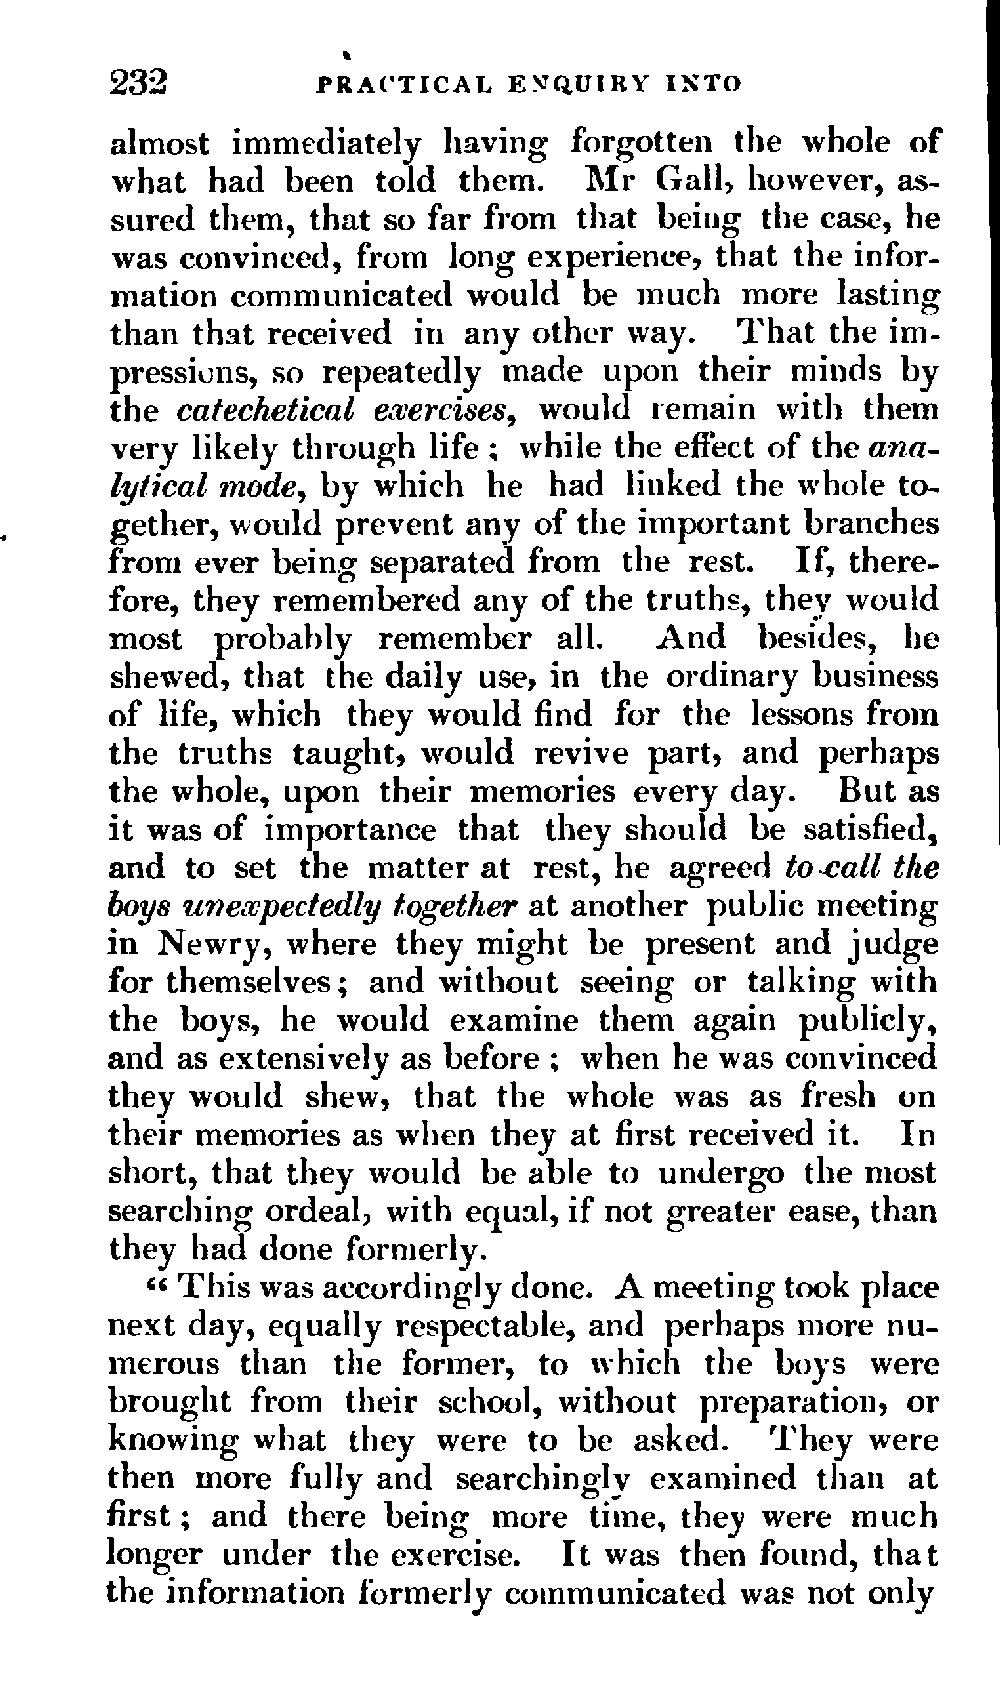 232 PRACTICAL ENQUIRY INTO
almost immediately having forgotten the whole of
what had been told them. Mr Gall, however, as-
sured them, that so far from that being the case, he
was convinced, from long experience, that the infor-
mation communicated would be much more lasting
than that received in any other way. That the im-
pressions, so repeatedly made upon their minds by
the catechetical exercises, would remain with them
very likely through life; while the effect of the ana-
lytical mode, by which he had linked the whole to-
gether, would prevent any of the important branches
from ever being separated from the rest. If, there-
fore, they remembered any of the truths, they would
most probably remember all. And besides, he
shewed, that the daily use, in the ordinary business
of life, which they would find for the lessons from
the truths taught, would revive part, and perhaps
the whole, upon their memories every day. But as
it was of importance that they should be satisfied,
and to set the matter at rest, he agreed to call the
boys unexpectedly together at another public meeting
in Newry, where they might be present and judge
for themselves; and without seeing or talking with
the boys, he would examine them again publicly,
and as extensively as before; when he was convinced
they would shew, that the whole was as fresh on
their memories as when they at first received it. In
short, that they would be able to undergo the most
searching ordeal, with equal, if not greater ease, than
they had done formerly.
“ This was accordingly done. A meeting took place
next day, equally respectable, and perhaps more nu-
merous than the former, to which the boys were
brought from their school, without preparation, or
knowing what they were to be asked. They were
then more fully and searchingly examined than at
first; and there being more time, they were much
longer under the exercise. It was then found, that
the information formerly communicated was not only